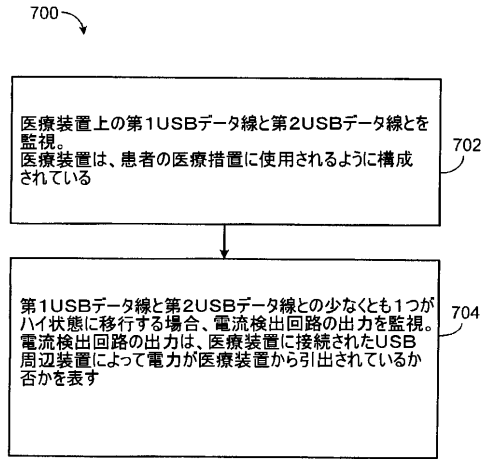 700
医療装置上の第1USBデータ線と第2USBデータ線とを
監視。
医療装置は、患者の医療措置に使用されるように構成
されている
702
第1USBデータ線と第2USBデータ線との少なくとも1つが
ハイ状態に移行する場合、電流検出回路の出力を監視。
電流検出回路の出力は、医療装置に接続されたUSB
周辺装置によって電力が医療装置から引出されているか
否かを表す
704